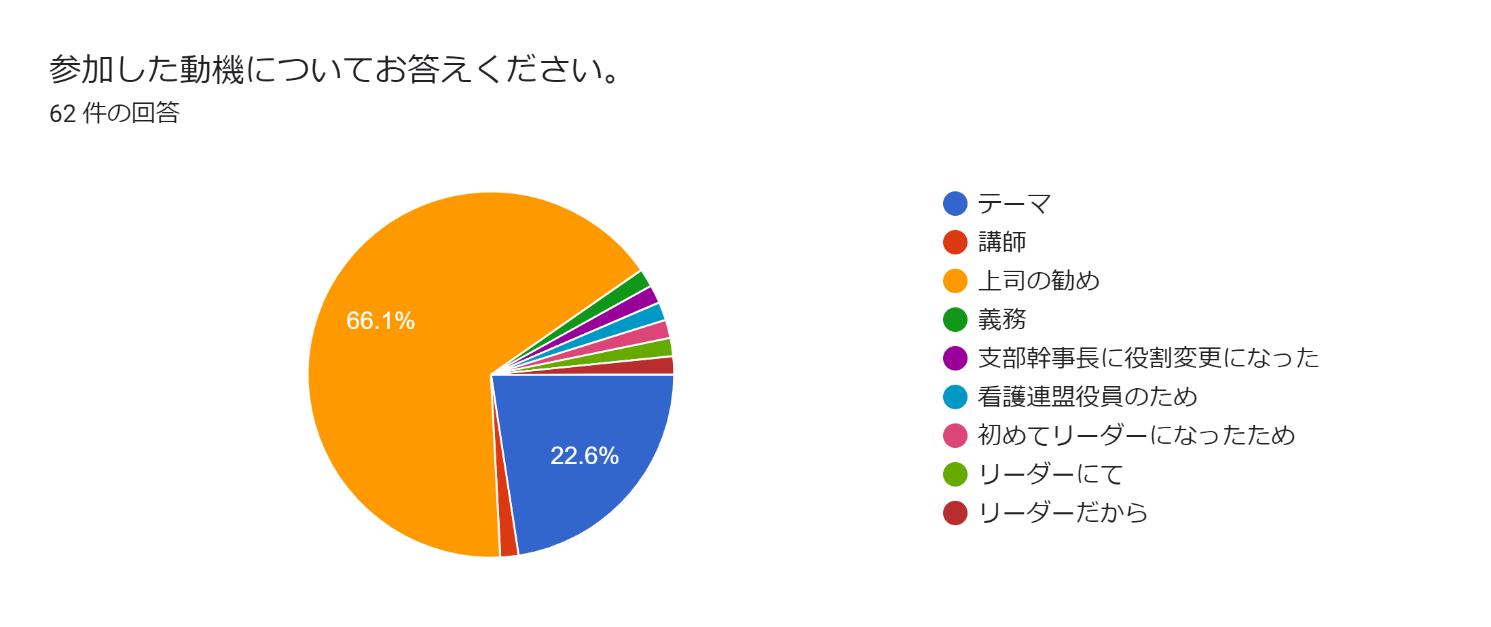 参加した動機についてお答えください。
62 件の回答
テーマ
講師
上司の勧め
義務
支部幹事長に役割変更になった
看護連盟役員のため
初めてリーダーになったため
リーダーにて
リーダーだから
66.1%
22.6%